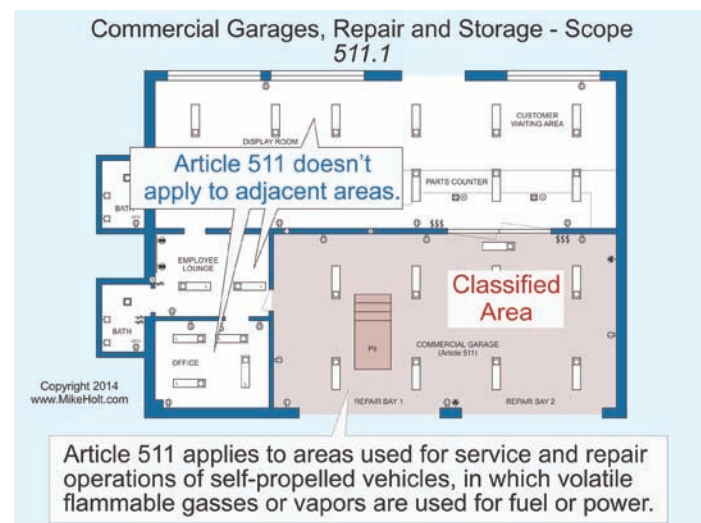 Commercial Garages, Repair and Storage - Scope
511.1
CUSTOMER
WAITING AREA
DISPLAY ROOM
Article 511 doesn't
apply to adjacent areas.
PARTS COUNTER
BATH
$$$
$$$
EMPLOYEE
LOUNGE
Classified
Area
BATH
Pit
COMMERCIAL GARAGE
(Article 511)
OFFICE
Copyright 2014
www.MikeHolt.com
REPAIR BAY 1
REPAIR BAY 2
Article 511 applies to areas used for service and repair
operations of self-propelled vehicles, in which volatile
flammable gasses or vapors are used for fuel or power.